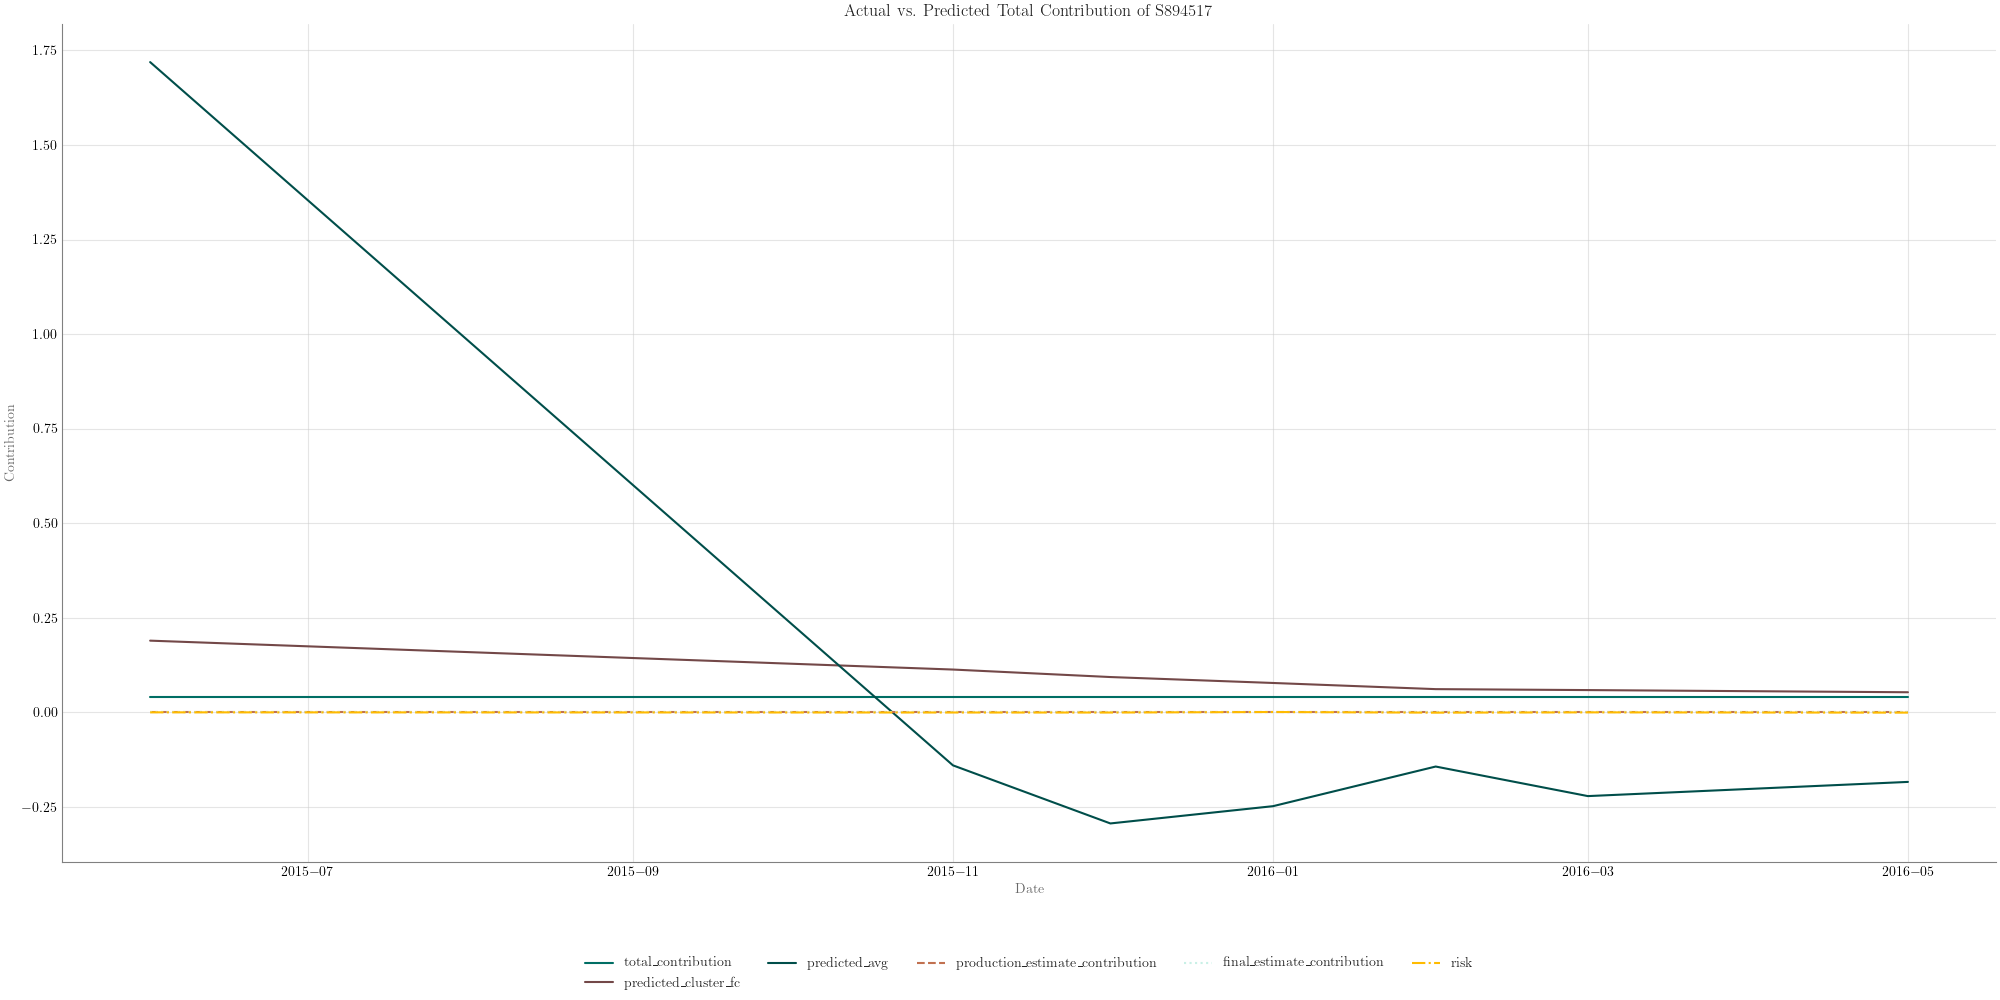 Actual vs. Predicted Total Contribution of S894517
1.75
1.50
1.25
1.00
0.75
0.50
0.25
0.00
−0.25
Contribution
2015−07
2015−09
2015−11
2016−01
2016−03
2016−05
Date
total_contribution
predicted_cluster_fc
predicted_avg
production_estimate_contribution
final_estimate_contribution
risk